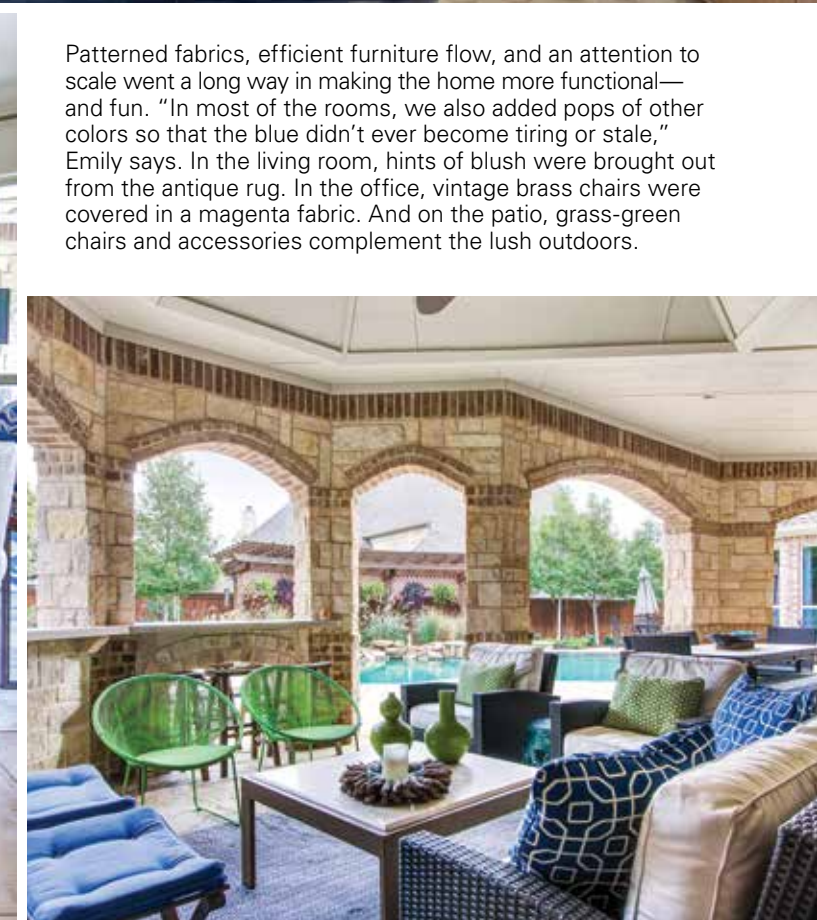 Patterned fabrics, efficient furniture flow, and an attention to
scale went a long way in making the home more functional—
and fun. “In most of the rooms, we also added pops of other
colors so that the blue didn’t ever become tiring or stale,”
Emily says. In the living room, hints of blush were brought out
from the antique rug. In the office, vintage brass chairs were
covered in a magenta fabric. And on the patio, grass-green
chairs and accessories complement the lush outdoors.